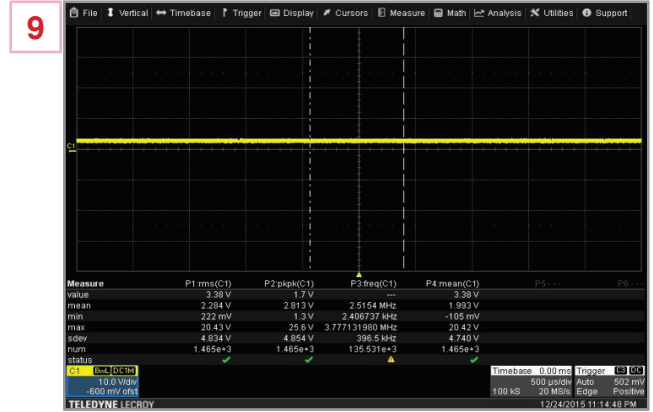 9
File Vertical Timebase Trigger Display Cursors Measure Math Analysis Utilities Support
C1
Measure P1:rms(C1) P2:pkpk(C1) P3:freq(C1) P4:mean(C1) P5:--- P6:---
value 3.38 V 1.7 V --- 3.38 V
mean 2.284 V 2.813 V 2.5154 MHz 1.993 V
min 222 mV 1.3 V 2.406737 kHz -105 mV
max 20.43 V 25.6 V 3.777131980 MHz 20.42 V
sdev 4.834 V 4.854 V 396.5 kHz 4.740 V
num 1.465e+3 1.465e+3 135.531e+3 1.465e+3
status
C1 BwL DC1M
10.0 V/div
-600 mV ofst
Timebase 0.00 ms Trigger C3 DC
500 µs/div Auto 502 mV
100 kS 20 MS/s Edge Positive
TELEDYNE LECROY 12/24/2015 11:14:48 PM